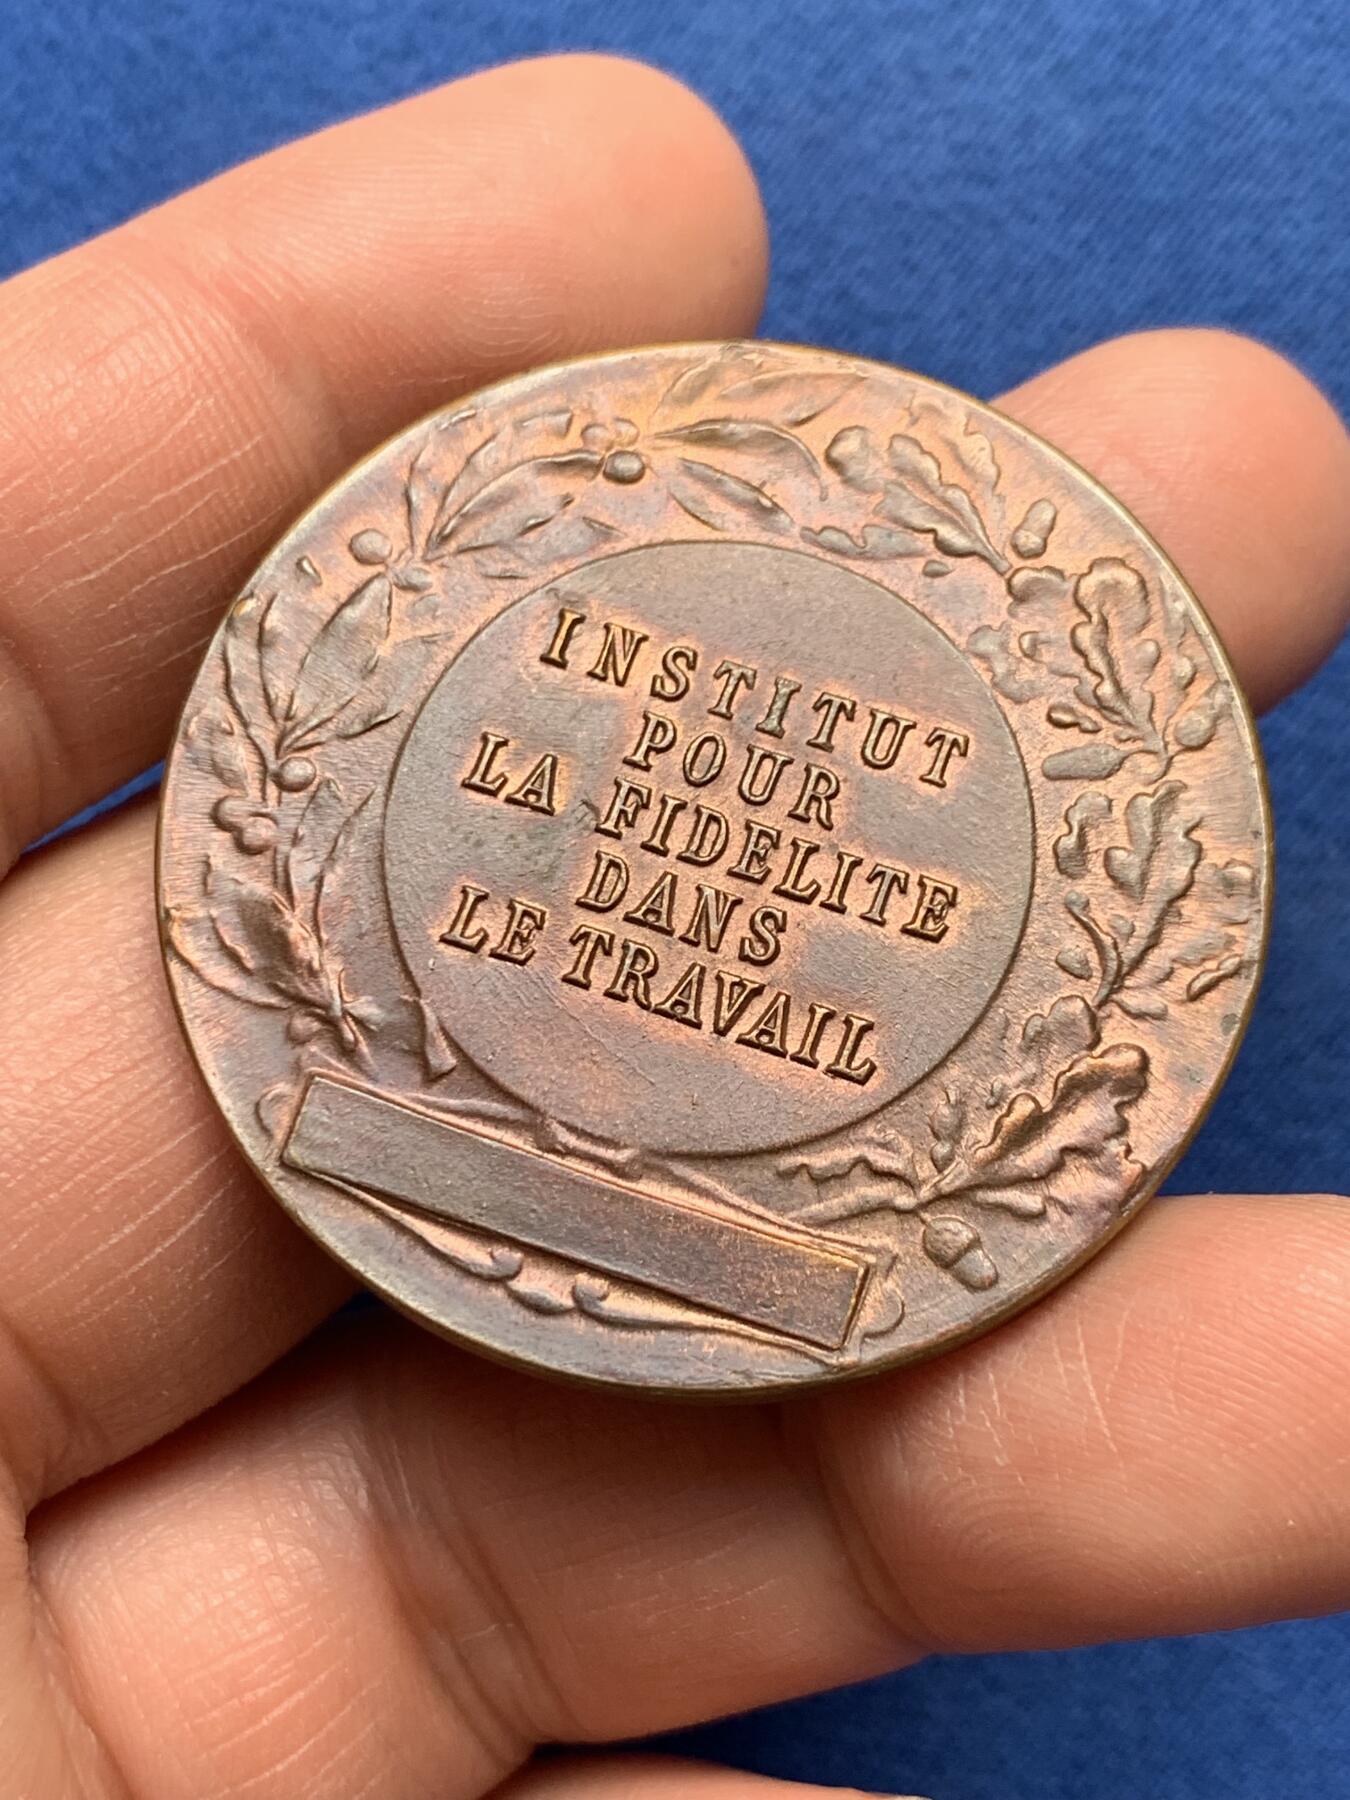 INSTITUT
POUR
LA FIDELITE
DANS
LE TRAVAIL